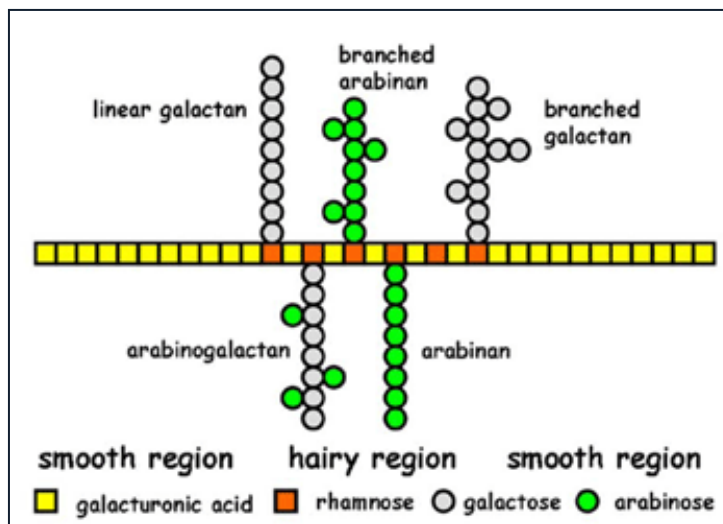 branched
arabinan
linear galactan
branched
galactan
arabinogalactan
arabinan
smooth region hairy region smooth region
galacturonic acid rhamnose galactose arabinose